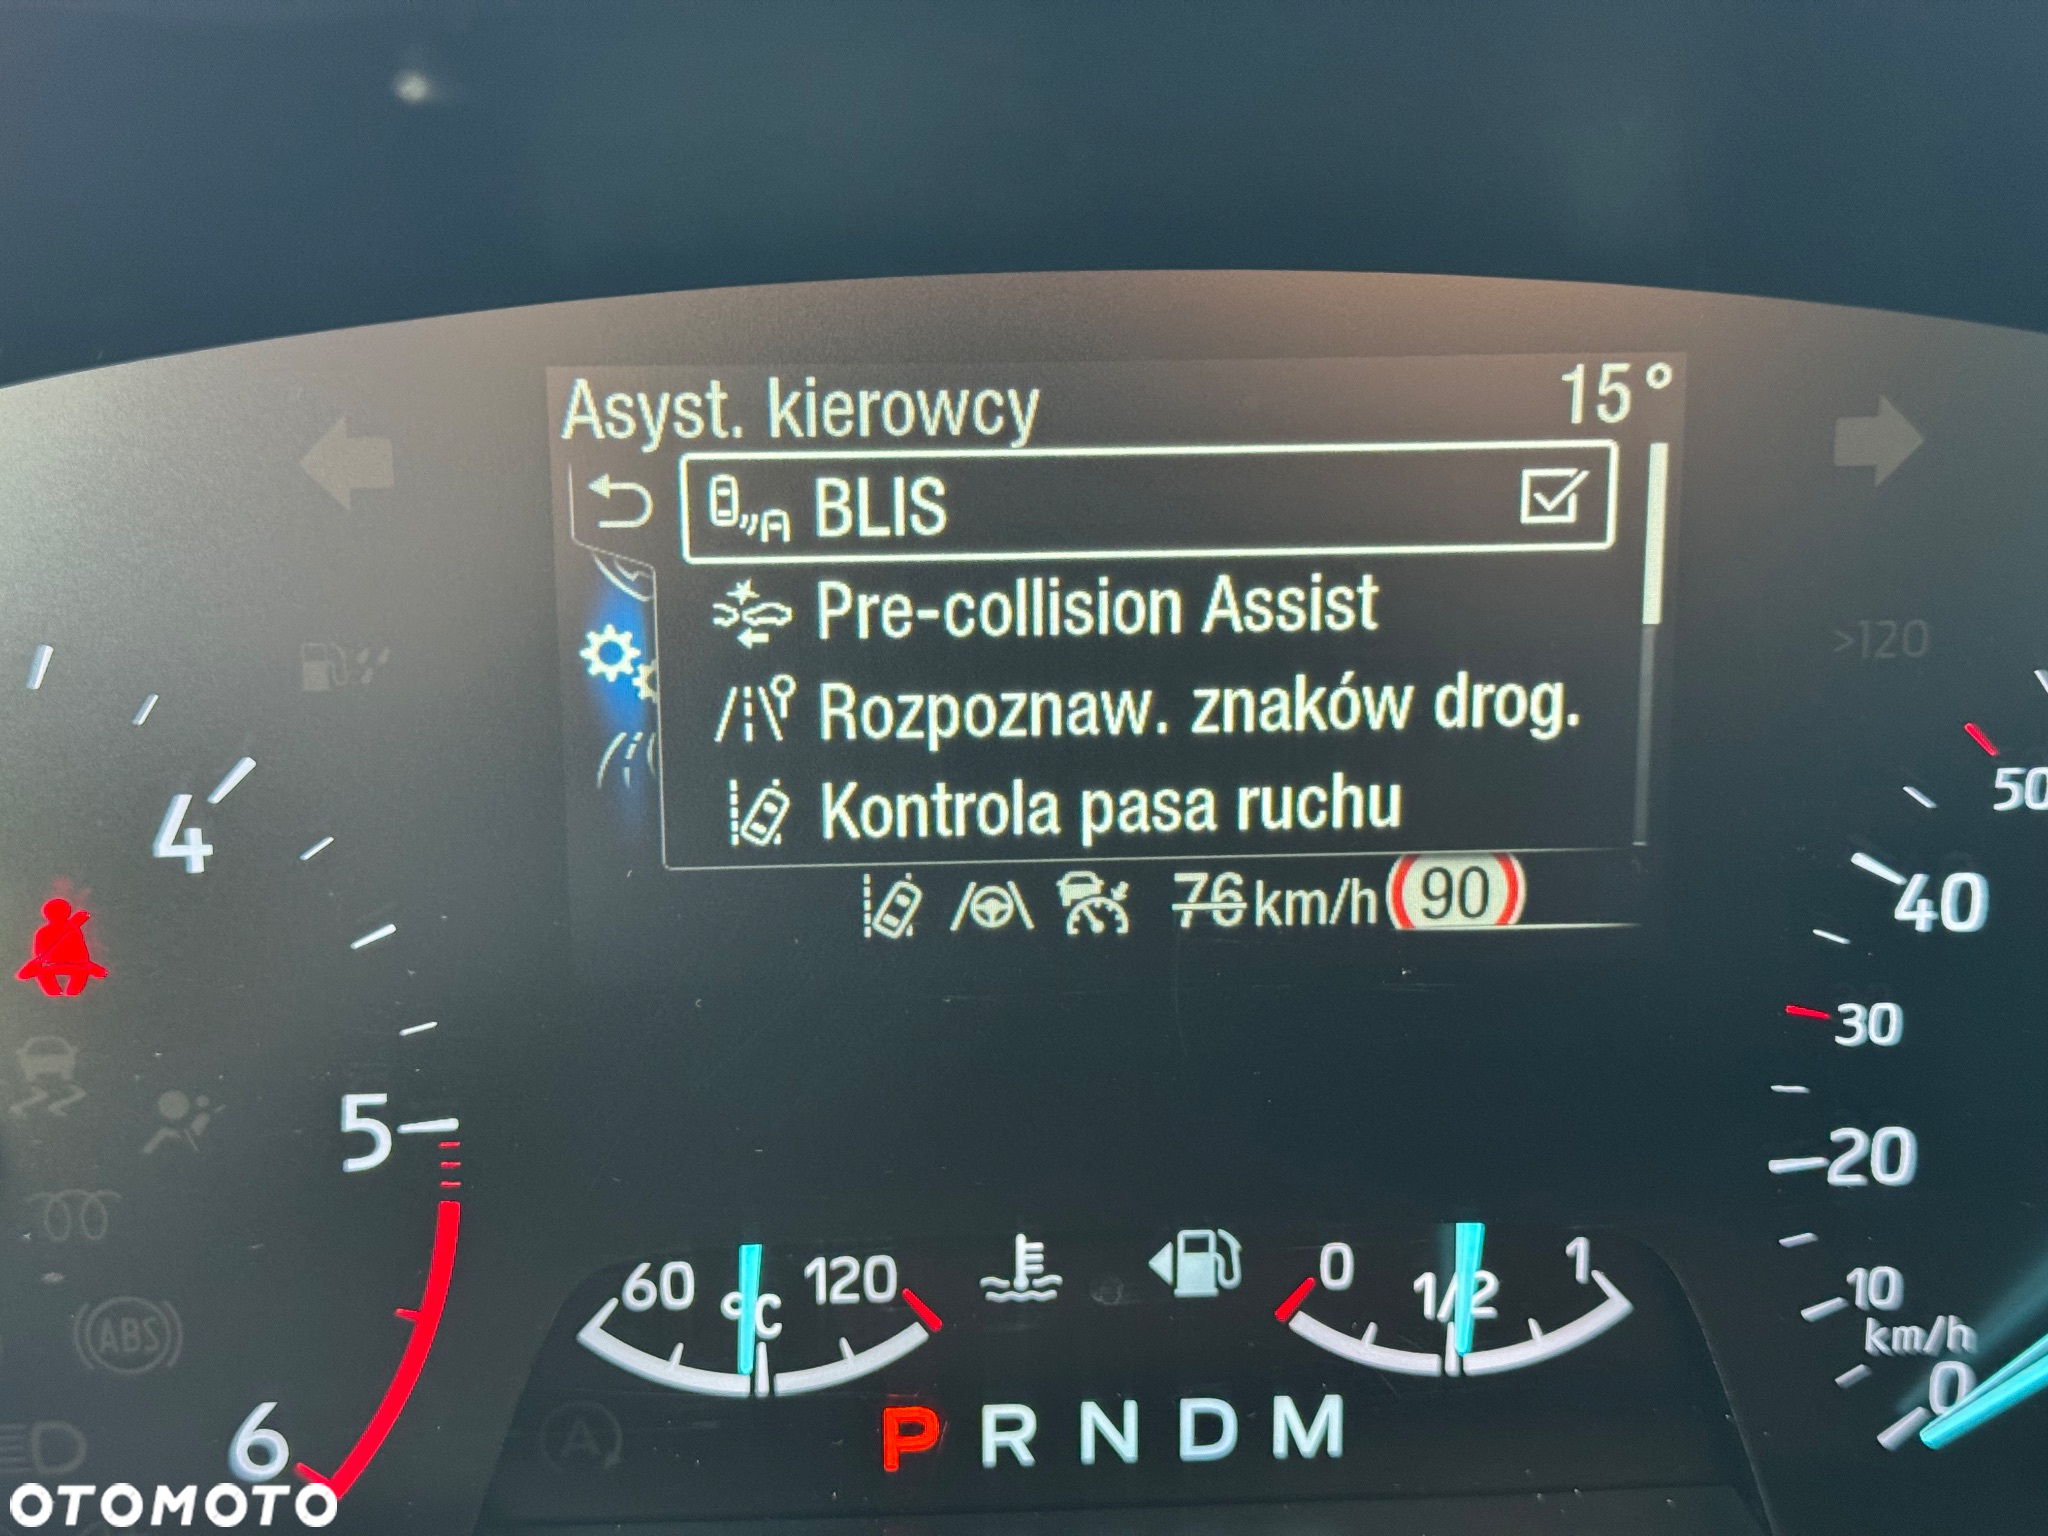 Asyst. kierowcy 15°
BLIS
Pre-collision Assist
Rozpoznaw. znaków drog.
Kontrola pasa ruchu
76 km/h 90
>120
4
5
6
50
40
30
20
10
km/h
0
ABS
60 °C 120
0 1/2 1
A
P R N D M
OTOMOTO